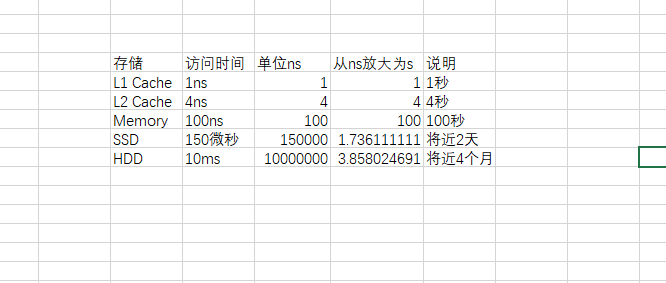 存储 访问时间 单位ns 从ns放大为s 说明
L1 Cache 1ns 1 1 1秒
L2 Cache 4ns 4 4 4秒
Memory 100ns 100 100 100秒
SSD 150微秒 150000 1.736111111 将近2天
HDD 10ms 10000000 3.858024691 将近4个月